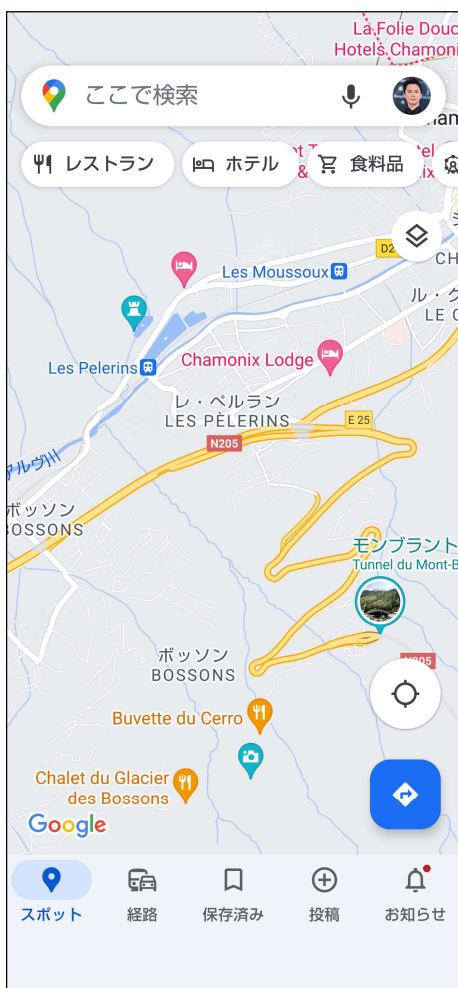 La Folie Douc
Hotels Chamoni
ここで検索
ham
レストラン
ホテル
食料品
D2
CH
Les Moussoux
ル・ク
LE C
Les Pelerins
Chamonix Lodge
レ・ペルラン
LES PÈLERINS
E 25
N205
アルヴ川
ボッソン
BOSSONS
モンブラント
Tunnel du Mont-B
ボッソン
BOSSONS
N205
Buvette du Cerro
Chalet du Glacier
des Bossons
Google
スポット
経路
保存済み
投稿
お知らせ